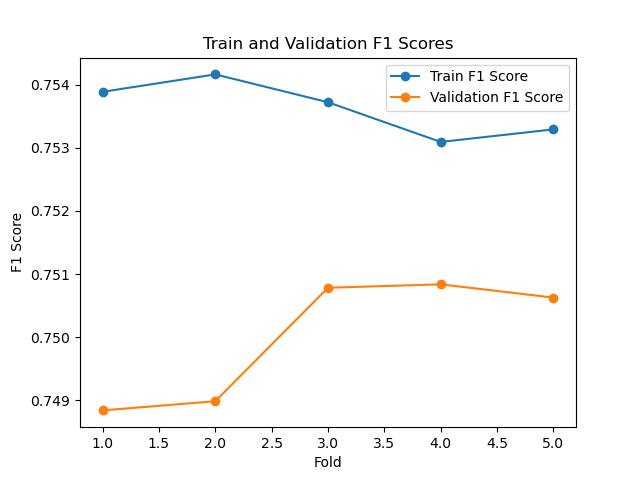 Train and Validation F1 Scores
Train F1 Score
Validation F1 Score
0.754
0.753
0.752
0.751
0.750
0.749
F1 Score
1.0 1.5 2.0 2.5 3.0 3.5 4.0 4.5 5.0
Fold